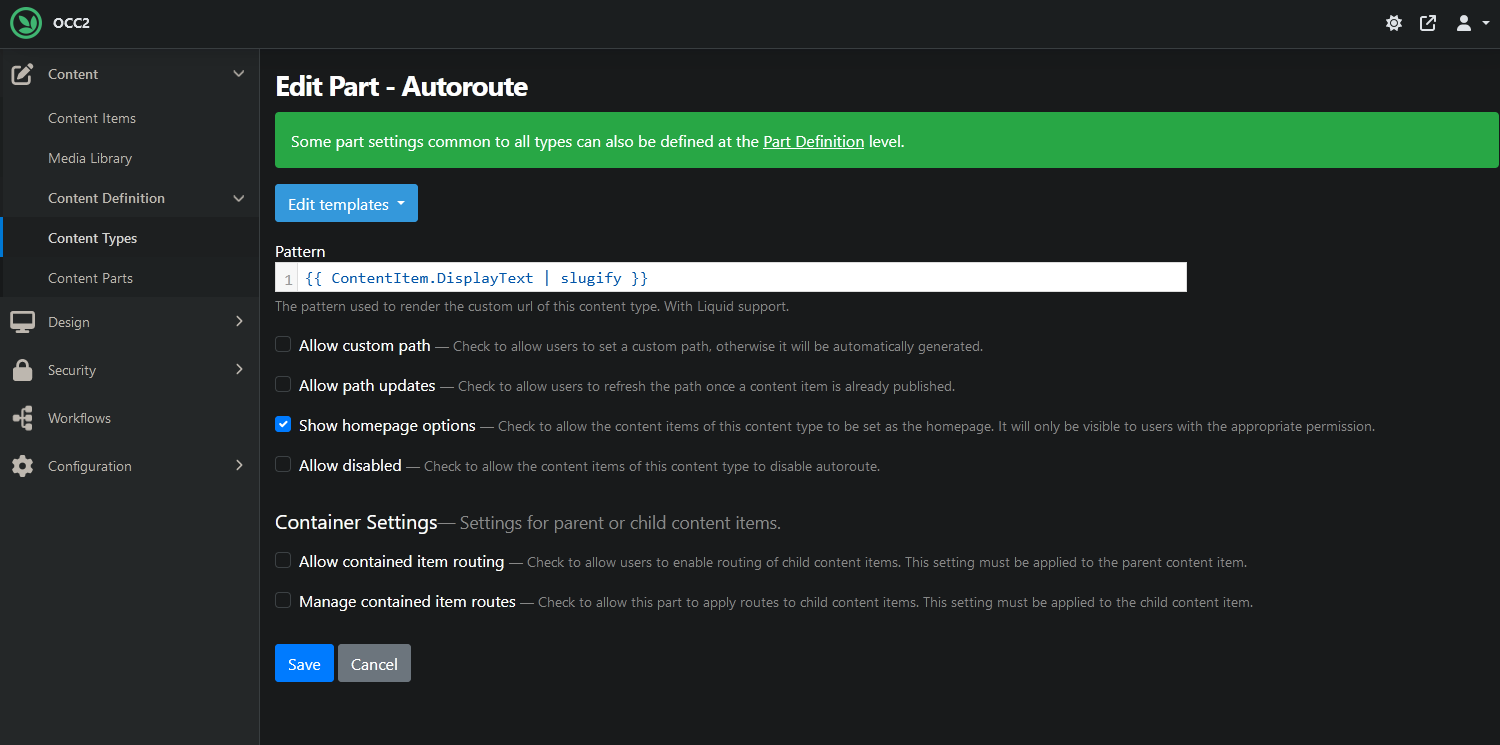 OCC2
Content
Content Items
Media Library
Content Definition
Content Types
Content Parts
Design
Security
Workflows
Configuration
Edit Part - Autoroute
Some part settings common to all types can also be defined at the Part Definition level.
Edit templates
Pattern
1 {{ ContentItem.DisplayText | slugify }}
The pattern used to render the custom url of this content type. With Liquid support.
Allow custom path — Check to allow users to set a custom path, otherwise it will be automatically generated.
Allow path updates — Check to allow users to refresh the path once a content item is already published.
Show homepage options — Check to allow the content items of this content type to be set as the homepage. It will only be visible to users with the appropriate permission.
Allow disabled — Check to allow the content items of this content type to disable autoroute.
Container Settings— Settings for parent or child content items.
Allow contained item routing — Check to allow users to enable routing of child content items. This setting must be applied to the parent content item.
Manage contained item routes — Check to allow this part to apply routes to child content items. This setting must be applied to the child content item.
Save Cancel